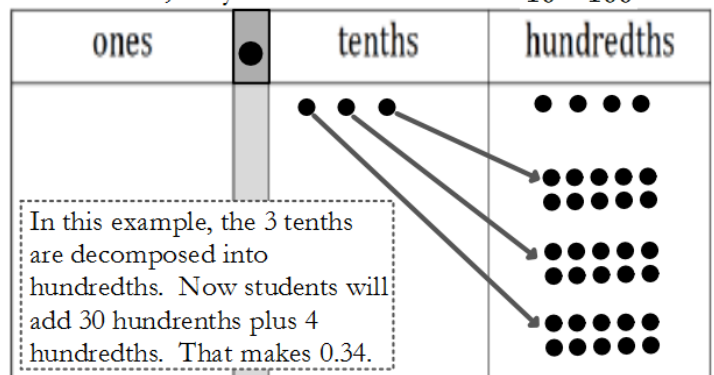 ones tenths hundredths
In this example, the 3 tenths
are decomposed into
hundredths. Now students will
add 30 hundrenths plus 4
hundredths. That makes 0.34.